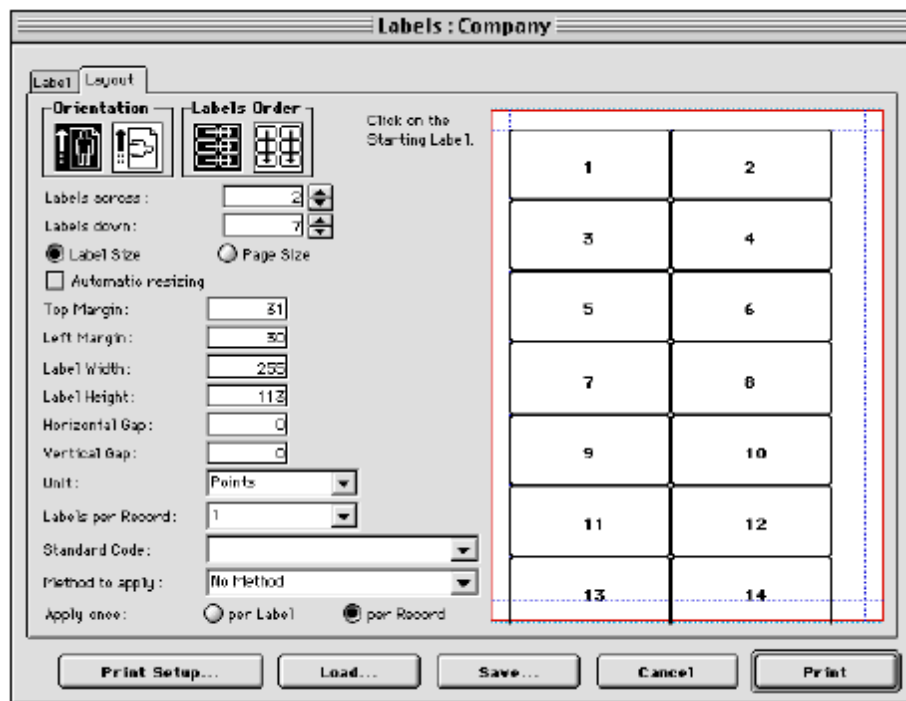 Labels : Company
Label Layout
Orientation Labels Order
Click on the
Starting Label.
Labels across: 2
Labels down: 7
Label Size Page Size
Automatic resizing
Top Margin: 31
Left Margin: 30
Label Width: 255
Label Height: 113
Horizontal Gap: 0
Vertical Gap: 0
Unit: Points
Labels per Record: 1
Standard Code:
Method to apply: No Method
Apply once: per Label per Record
1 2
3 4
5 6
7 8
9 10
11 12
13 14
Print Setup... Load... Save... Cancel Print